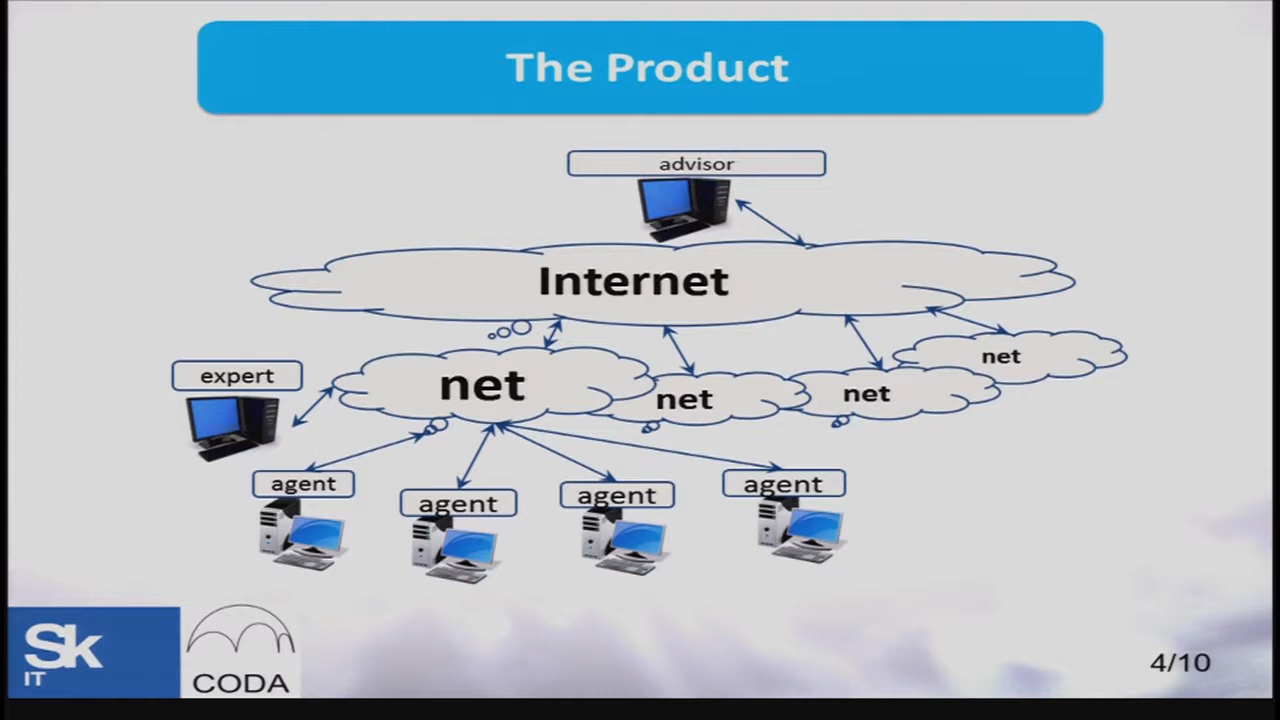 The Product
advisor
Internet
net
net
net
net
expert
agent
agent
agent
agent
Sk
IT
CODA
4/10